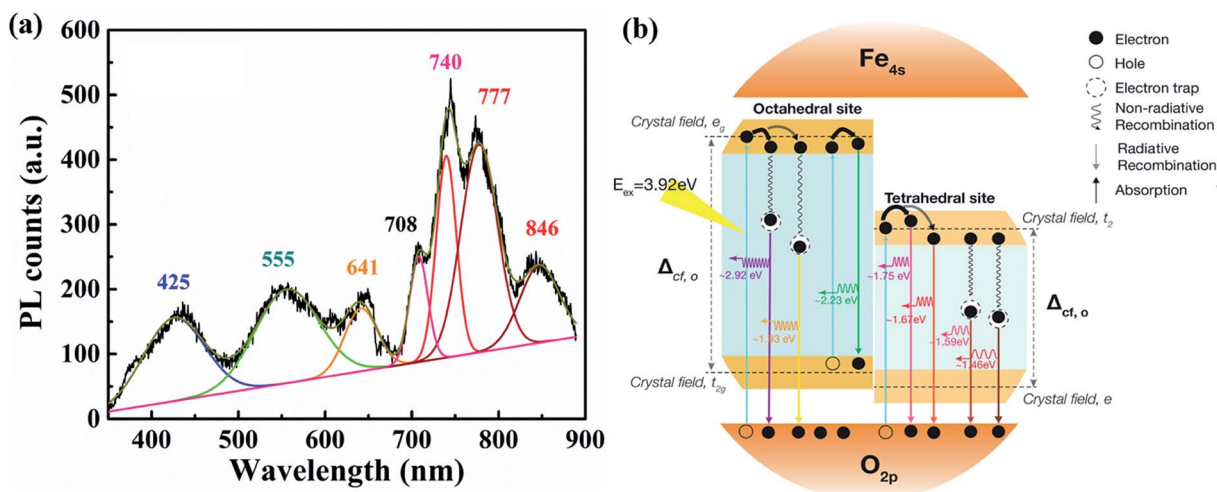 (a)
PL counts (a.u.)
600
500
400
300
200
100
0
425
555
641
708
740
777
846
400
500
600
700
800
900
Wavelength (nm)
(b)
Fe4s
Octahedral site
Crystal field, eg
Eex=3.92eV
Δcf, o
~2.92 eV
~1.93 eV
~2.23 eV
Crystal field, t2g
Tetrahedral site
Crystal field, t2
~1.75 eV
~1.67eV
~1.59eV
~1.46eV
Δcf, o
Crystal field, e
O2p
Electron
Hole
Electron trap
Non-radiative
Recombination
Radiative
Recombination
Absorption